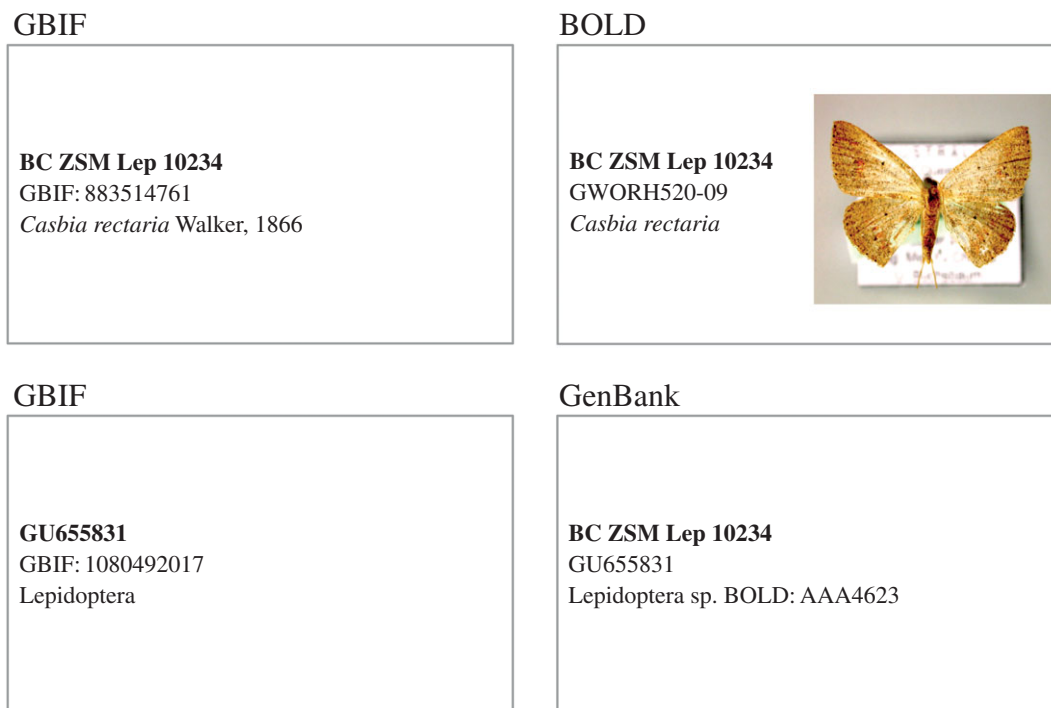 GBIF
BC ZSM Lep 10234
GBIF: 883514761
Casbia rectaria Walker, 1866
BOLD
BC ZSM Lep 10234
GWORH520-09
Casbia rectaria
GBIF
GU655831
GBIF: 1080492017
Lepidoptera
GenBank
BC ZSM Lep 10234
GU655831
Lepidoptera sp. BOLD: AAA4623